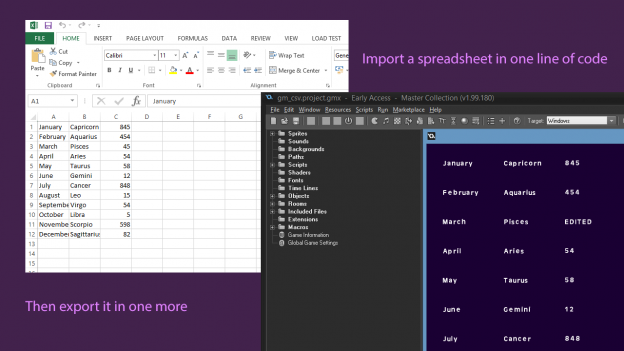 FILE HOME INSERT PAGE LAYOUT FORMULAS DATA REVIEW VIEW LOAD TEST
Cut
Copy
Format Painter
Paste
Calibri 11
B I U
Wrap Text
Merge & Center
Gene
Clipboard Font Alignment
A1 January
A B C D E F G
1 January Capricorn 845
2 February Aquarius 454
3 March Pisces 45
4 April Aries 54
5 May Taurus 58
6 June Gemini 12
7 July Cancer 848
8 August Leo 15
9 Septembe Virgo 54
10 October Libra 5
11 Novembe Scorpio 598
12 December Sagittarius 82
13
14
15
Import a spreadsheet in one line of code
gm_csv.project.gmx - Early Access - Master Collection (v1.99.180)
File Edit Window Resources Scripts Run Marketplace Help
Target: Windows
Sprites
Sounds
Backgrounds
Paths
Scripts
Shaders
Fonts
Time Lines
Objects
Rooms
Included Files
Extensions
Macros
Game Information
Global Game Settings
January Capricorn 845
February Aquarius 454
March Pisces EDITED
April Aries 54
May Taurus 58
June Gemini 12
July Cancer 848
Then export it in one more